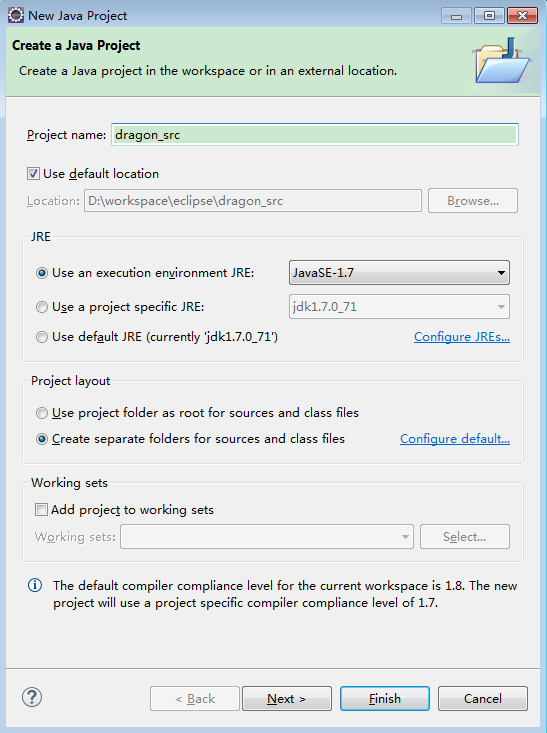 New Java Project
Create a Java Project
Create a Java project in the workspace or in an external location.
Project name: dragon_src
Use default location
Location: D:\workspace\eclipse\dragon_src Browse...
JRE
Use an execution environment JRE: JavaSE-1.7
Use a project specific JRE: jdk1.7.0_71
Use default JRE (currently 'jdk1.7.0_71') Configure JREs...
Project layout
Use project folder as root for sources and class files
Create separate folders for sources and class files Configure default...
Working sets
Add project to working sets
Working sets: Select...
The default compiler compliance level for the current workspace is 1.8. The new
project will use a project specific compiler compliance level of 1.7.
? < Back Next > Finish Cancel